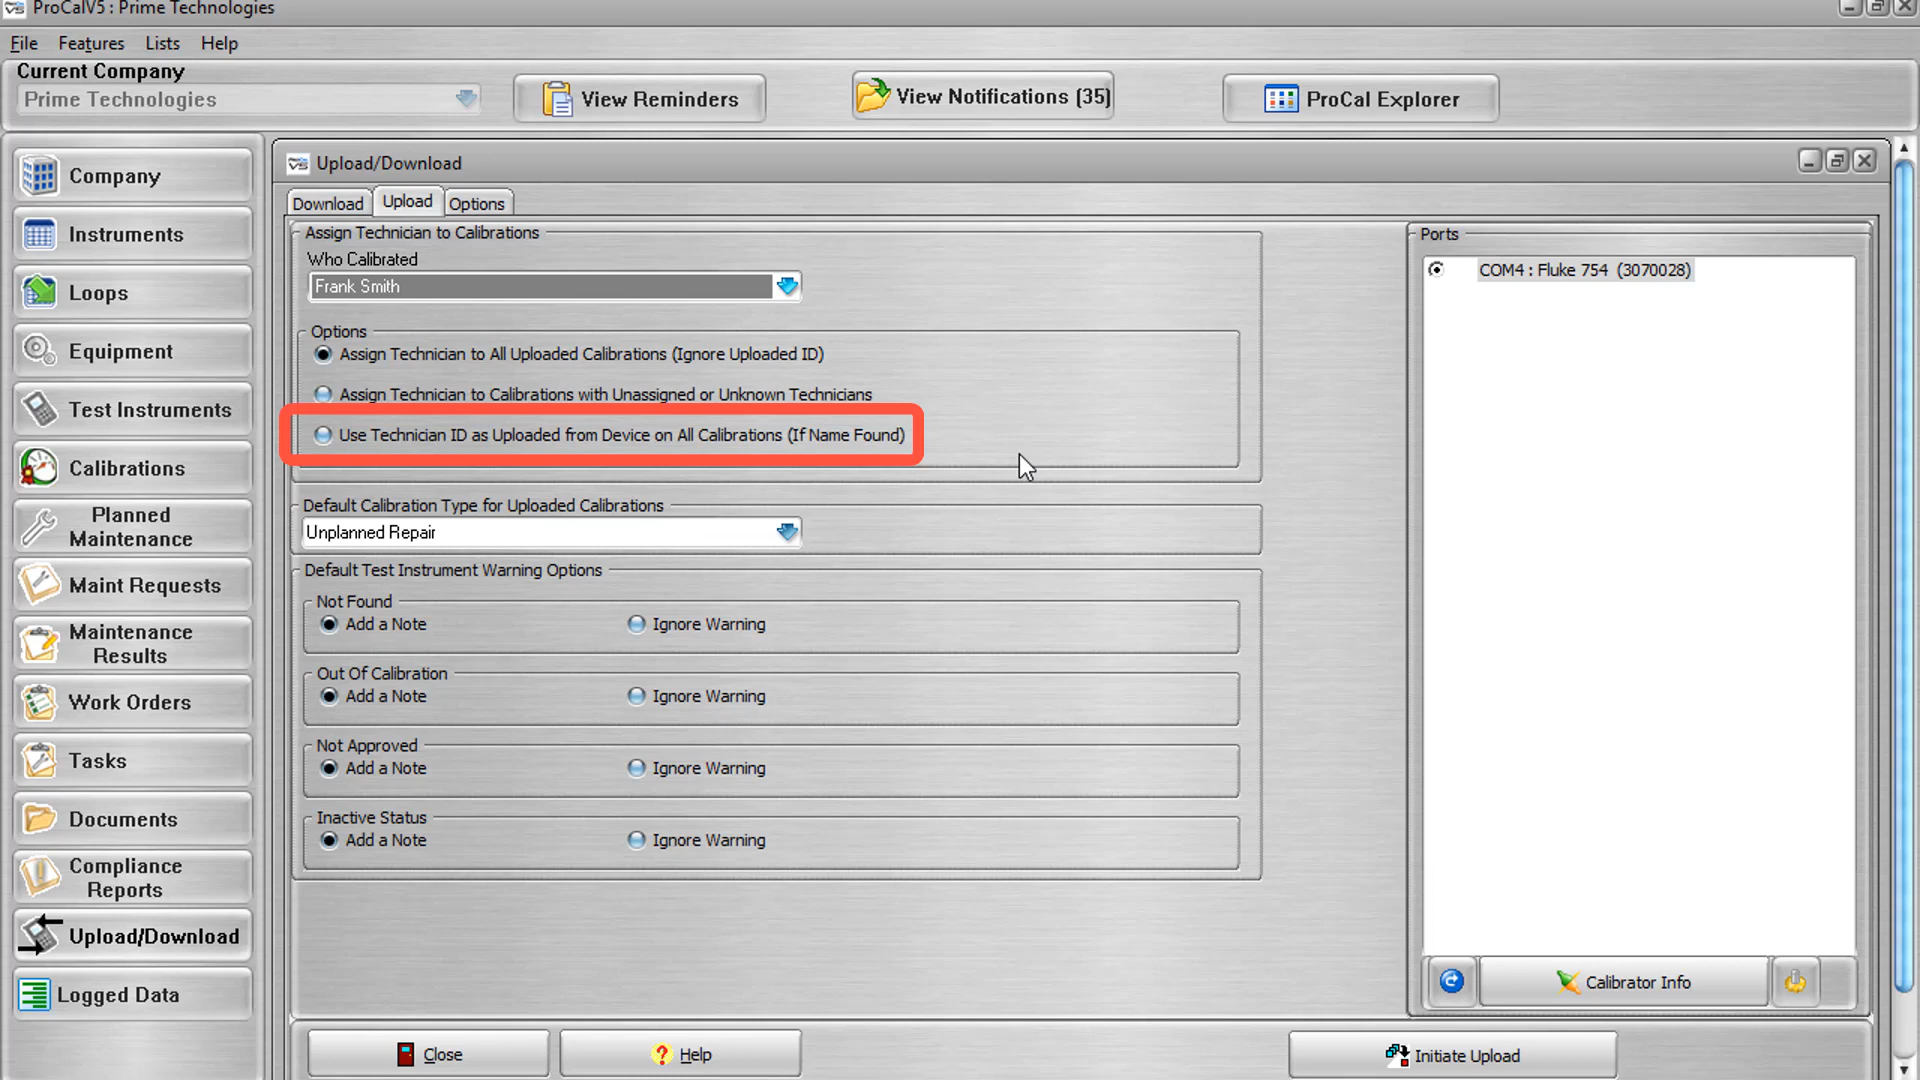 ProCalV5 : Prime Technologies
File Features Lists Help
Current Company
Prime Technologies
View Reminders
View Notifications (35)
ProCal Explorer
Company
Instruments
Loops
Equipment
Test Instruments
Calibrations
Planned
Maintenance
Maint Requests
Maintenance
Results
Work Orders
Tasks
Documents
Compliance
Reports
Upload/Download
Logged Data
Upload/Download
Download Upload Options
Assign Technician to Calibrations
Who Calibrated
Frank Smith
Options
Assign Technician to All Uploaded Calibrations (Ignore Uploaded ID)
Assign Technician to Calibrations with Unassigned or Unknown Technicians
Use Technician ID as Uploaded from Device on All Calibrations (If Name Found)
Default Calibration Type for Uploaded Calibrations
Unplanned Repair
Default Test Instrument Warning Options
Not Found
Add a Note Ignore Warning
Out Of Calibration
Add a Note Ignore Warning
Not Approved
Add a Note Ignore Warning
Inactive Status
Add a Note Ignore Warning
Ports
COM4 : Fluke 754 (3070028)
Calibrator Info
Close Help Initiate Upload